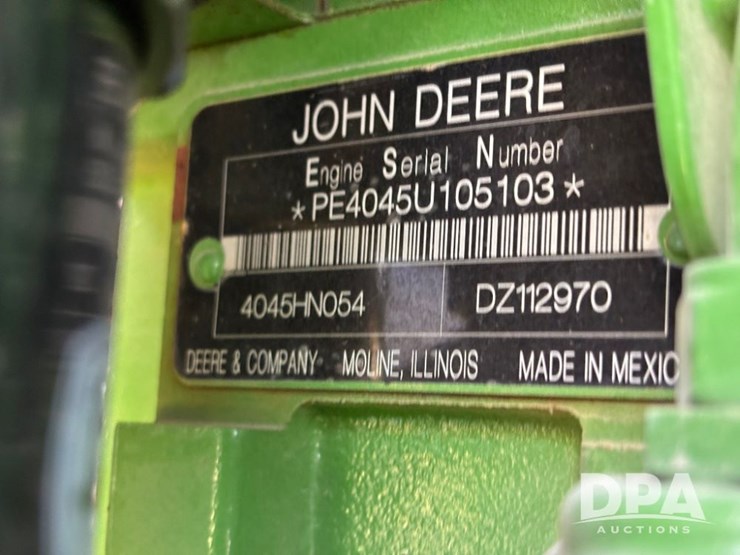 JOHN DEERE
Engine Serial Number
*PE4045U105103*
4045HN054 DZ112970
DEERE & COMPANY MOLINE, ILLINOIS MADE IN MEXIC
DPA
AUCTIONS